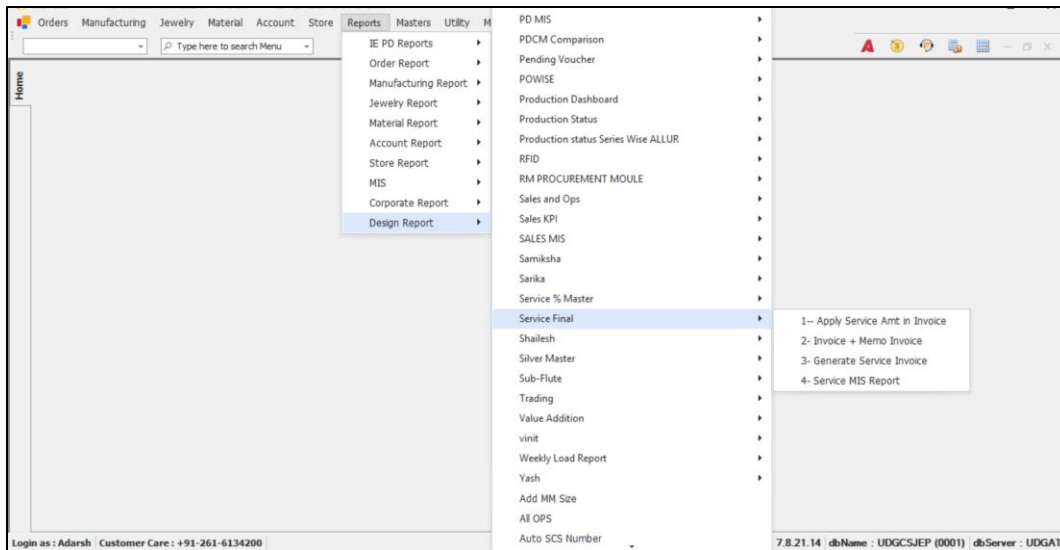 Orders Manufacturing Jewelry Material Account Store Reports Masters Utility M
Type here to search Menu
Home
IE PD Reports
Order Report
Manufacturing Report
Jewelry Report
Material Report
Account Report
Store Report
MIS
Corporate Report
Design Report
PD MIS
PDCM Comparison
Pending Voucher
POWISE
Production Dashboard
Production Status
Production status Series Wise ALLUR
RFID
RM PROCUREMENT MOULE
Sales and Ops
Sales KPI
SALES MIS
Samiksha
Sarika
Service % Master
Service Final
Shailesh
Silver Master
Sub-Flute
Trading
Value Addition
vinit
Weekly Load Report
Yash
Add MM Size
All OPS
Auto SCS Number
1-- Apply Service Amt in Invoice
2- Invoice + Memo Invoice
3- Generate Service Invoice
4- Service MIS Report
Login as : Adarsh Customer Care : +91-261-6134200 7.8.21.14 dbName : UDGCSJEP (0001) dbServer : UDGA1